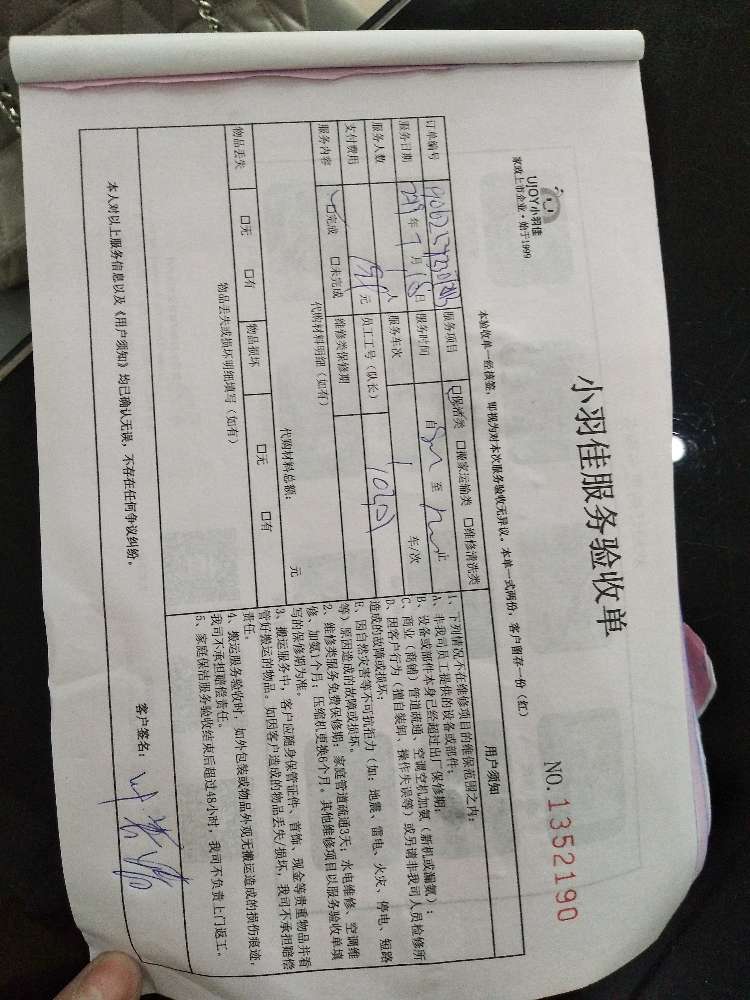 UJOY小羽佳
家政上市企业·始于1999
小羽佳服务验收单
NO.1352190
本验收单一经核签，即视为对本次服务验收无异议。本单一式两份，客户留存一份（红）
订单编号 服务项目 保洁类 搬家运输类 维修清洗类
服务日期 年 7 月 18 日 服务时间 自 至 止
服务人数 1 人 服务车次 车/次
支付费用 元 员工工号（队长）
服务内容 完成 未完成 维修类保修期
代购材料明细（如有）
代购材料总额： 元
物品丢失 无 有 物品损坏 无 有
物品丢失或损坏明细填写（如有）
用户须知
1、下列情况不在维修项目的维保范围之内：
A、非我司员工提供的设备或部件；
B、设备或部件本身已经超过出厂保修期；
C、商业（商铺）管道疏通、空调空机加氨（新机或漏氨）；
D、因客户行为（擅自装卸、操作失误等）或另请非我司人员检修所
造成的故障或损坏；
E、因自然灾害等不可抗拒力（如：地震、雷电、火灾、停电、短路
等）原因造成的故障或损坏。
2、维修类服务免费保修期：家庭管道疏通3天；水电维修、空调维
修、加氨1个月；压缩机更换6个月。其他维修项目以服务验收单填
写的保修期为准。
3、搬运服务中，客户应随身保管证件、首饰、现金等贵重物品并看
管好搬运的物品。如因客户造成的物品丢失/损坏，我司不承担赔偿
责任。
4、搬运服务验收时，如外包装或物品外观无搬运造成的损伤痕迹，
我司不承担赔偿责任。
5、家庭保洁服务验收结束后超过48小时，我司不负责上门返工。
本人对以上服务信息以及《用户须知》均已确认无误，不存在任何争议纠纷。
客户签名：